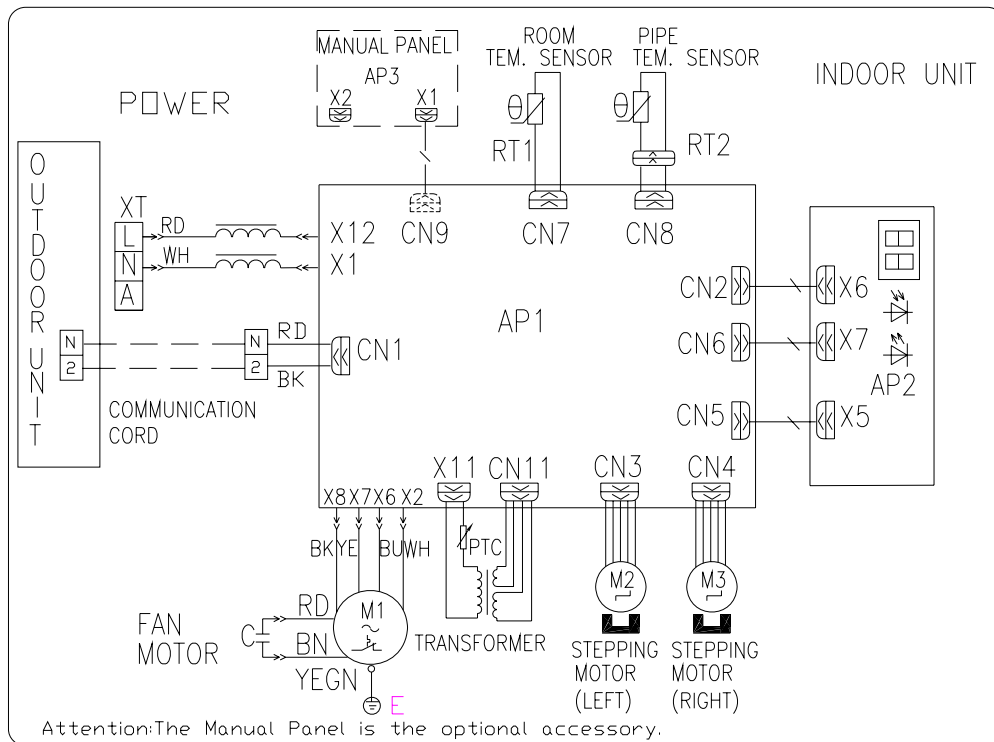 ROOM
TEM. SENSOR
PIPE
TEM. SENSOR
INDOOR UNIT
MANUAL PANEL
AP3
X2
X1
POWER
θ
θ
RT1
RT2
OUTDOOR UNIT
XT
L
N
A
RD
WH
X12
X1
CN9
CN7
CN8
AP1
CN2
X6
CN6
X7
AP2
CN5
X5
N
2
N
2
RD
BK
CN1
COMMUNICATION
CORD
X11
CN11
CN3
CN4
X8 X7 X6 X2
BK YE BU WH
PTC
M2
M3
M1
TRANSFORMER
FAN
MOTOR
C
RD
BN
YEGN
E
STEPPING
MOTOR
(LEFT)
STEPPING
MOTOR
(RIGHT)
Attention:The Manual Panel is the optional accessory.